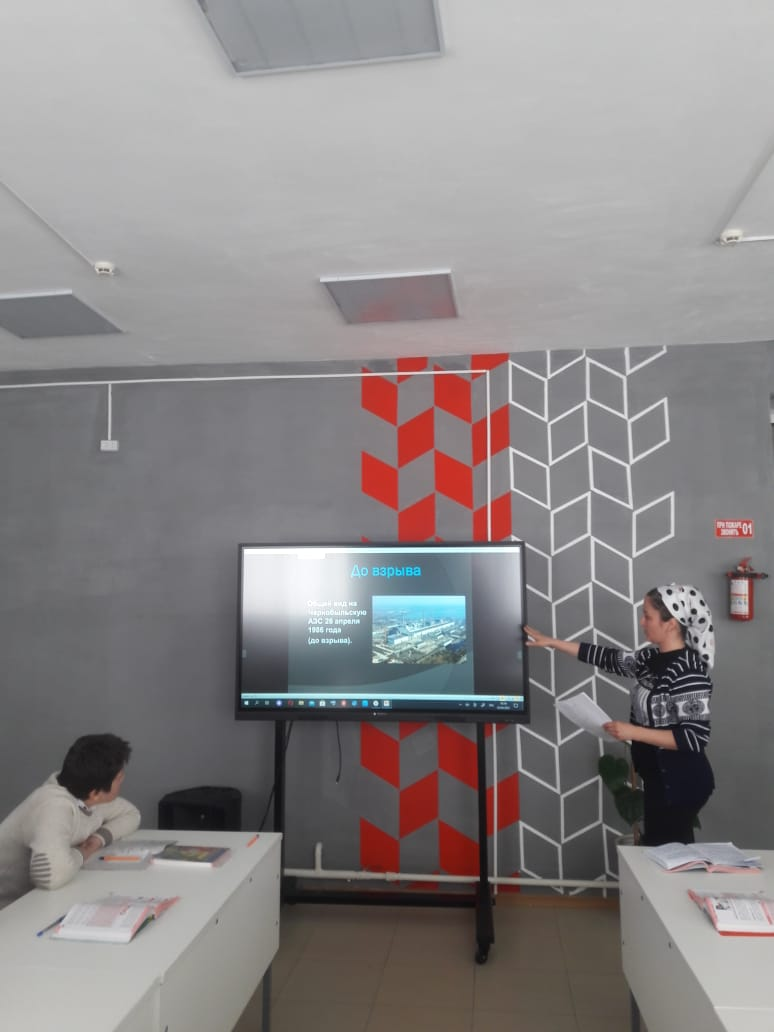 До взрыва
Общий вид на
Чернобыльскую
АЭС 26 апреля
1986 года
(до взрыва).
ПРИ ПОЖАРЕ
ЗВОНИТЬ 01